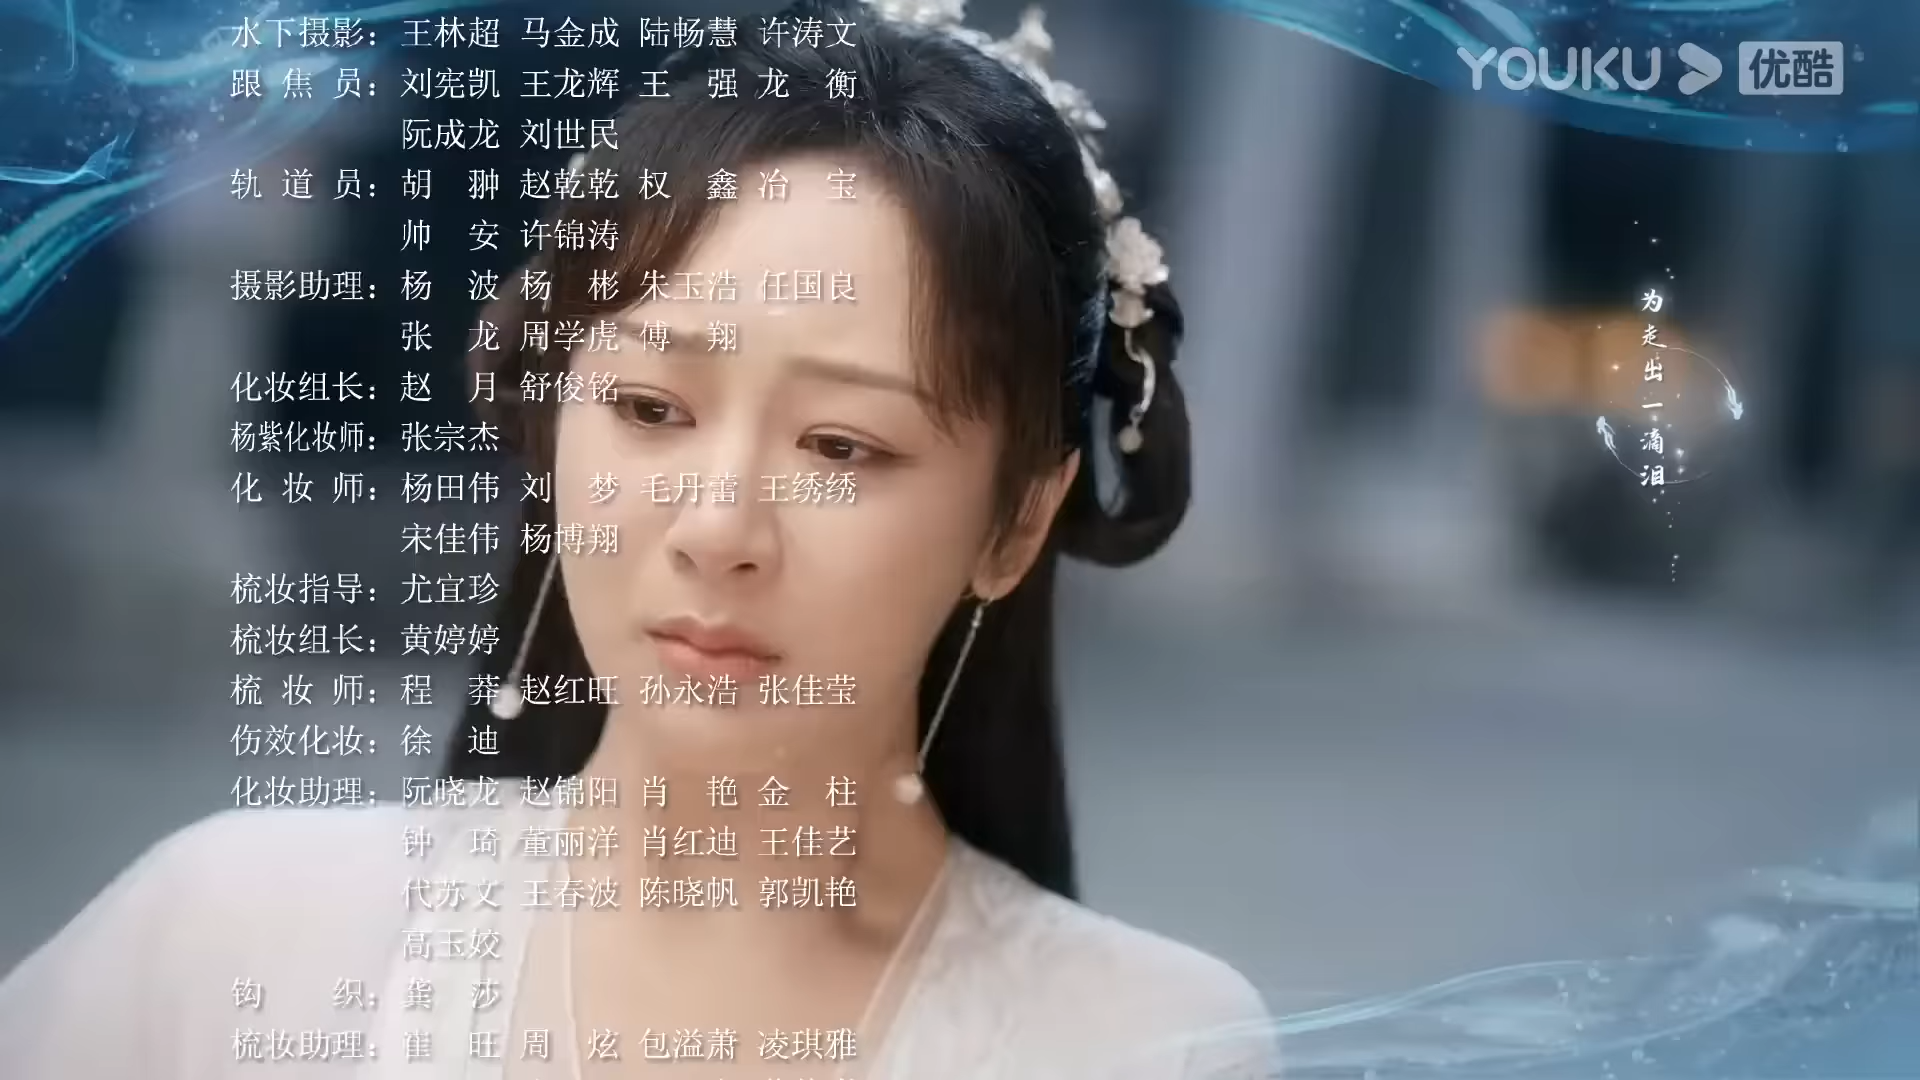 水下摄影：王林超 马金成 陆畅慧 许涛文
跟焦员：刘宪凯 王龙辉 王强 龙衡
阮成龙 刘世民
轨道员：胡翀 赵乾乾 权鑫 冶宝
帅安 许锦涛
摄影助理：杨波 杨彬 朱玉浩 任国良
张龙 周学虎 傅翔
化妆组长：赵月 舒俊铭
杨紫化妆师：张宗杰
化妆师：杨田伟 刘梦 毛丹蕾 王绣绣
宋佳伟 杨博翔
梳妆指导：尤宜珍
梳妆组长：黄婷婷
梳妆师：程莽 赵红旺 孙永浩 张佳莹
伤效化妆：徐迪
化妆助理：阮晓龙 赵锦阳 肖艳 金柱
钟琦 董丽洋 肖红迪 王佳艺
代苏文 王春波 陈晓帆 郭凯艳
高玉姣
钩织：龚莎
梳妆助理：崔旺 周炫 包溢萧 凌琪雅
YOUKU 优酷
为走出一滴泪